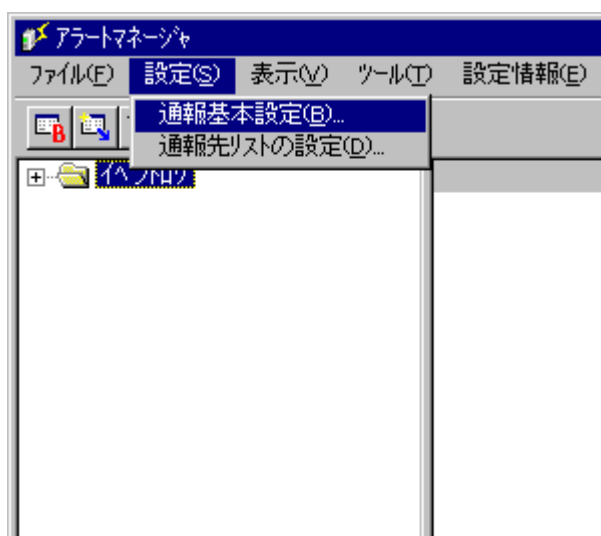 アラートマネージャ
ファイル(F) 設定(S) 表示(V) ツール(T) 設定情報(E)
通報基本設定(B)...
通報先リストの設定(D)...
B
イベントログ